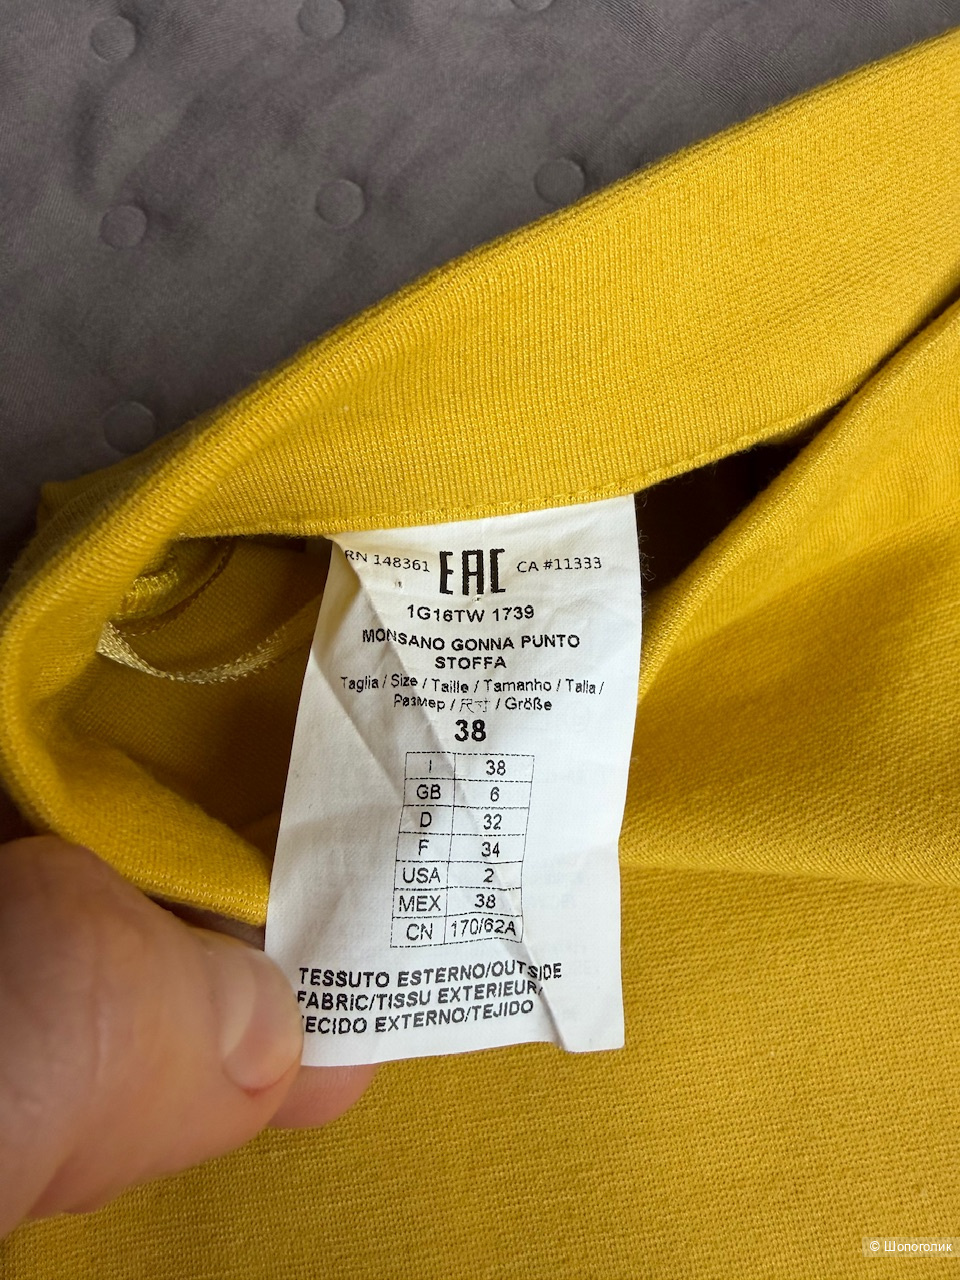 RN 148361 EAC CA #11333
1G16TW 1739
MONSANO GONNA PUNTO
STOFFA
Taglia / Size / Taille / Tamanho / Talla /
Размер / 尺寸 / Größe
38
I 38
GB 6
D 32
F 34
USA 2
MEX 38
CN 170/62A
TESSUTO ESTERNO/OUTSIDE
FABRIC/TISSU EXTERIEUR/
TECIDO EXTERNO/TEJIDO
© Шопоголик